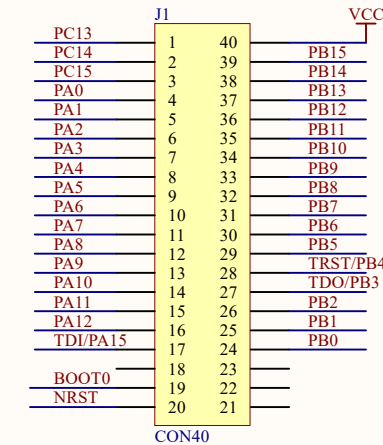 J1 VCC
PC13 1 40
PC14 2 39 PB15
PC15 3 38 PB14
PA0 4 37 PB13
PA1 5 36 PB12
PA2 6 35 PB11
PA3 7 34 PB10
PA4 8 33 PB9
PA5 9 32 PB8
PA6 10 31 PB7
PA7 11 30 PB6
PA8 12 29 PB5
PA9 13 28 TRST/PB4
PA10 14 27 TDO/PB3
PA11 15 26 PB2
PA12 16 25 PB1
TDI/PA15 17 24 PB0
18 23
BOOT0 19 22
NRST 20 21
CON40